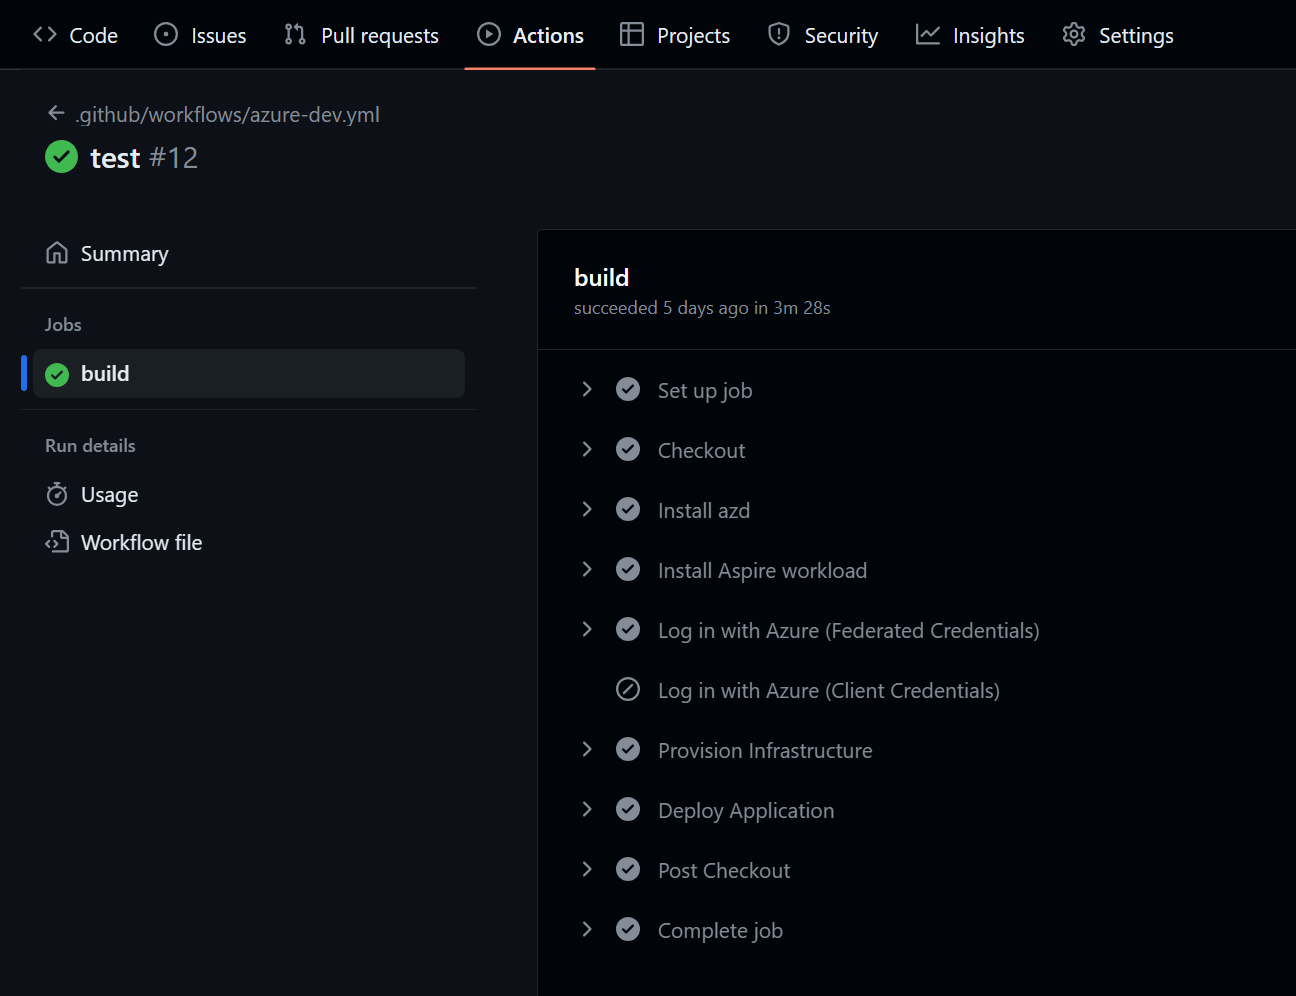 Code Issues Pull requests Actions Projects Security Insights Settings
.github/workflows/azure-dev.yml
test #12
Summary
Jobs
build
Run details
Usage
Workflow file
build
succeeded 5 days ago in 3m 28s
Set up job
Checkout
Install azd
Install Aspire workload
Log in with Azure (Federated Credentials)
Log in with Azure (Client Credentials)
Provision Infrastructure
Deploy Application
Post Checkout
Complete job